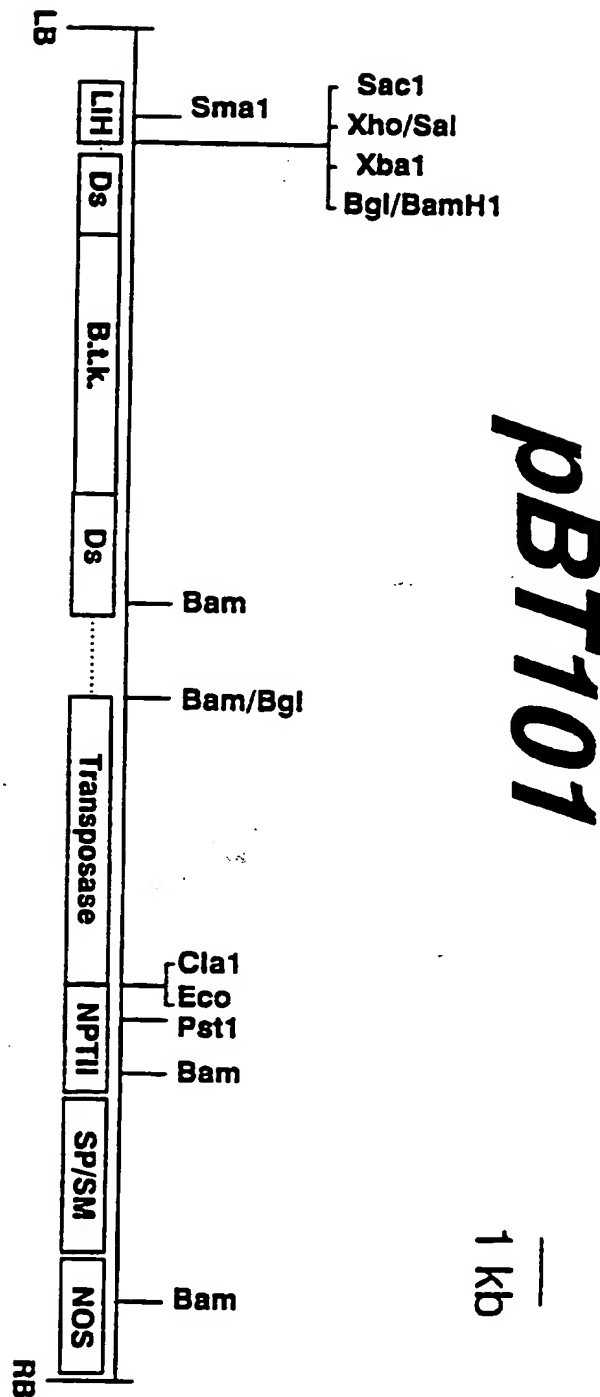 pBT101
LB
LIH
Ds
B.t.k.
Ds
Transposase
NPTII
SP/SM
NOS
RB
Sma1
Sac1
Xho/Sal
Xba1
Bgl/BamH1
Bam
Bam/Bgl
Cla1
Eco
Pst1
Bam
Bam
1 kb